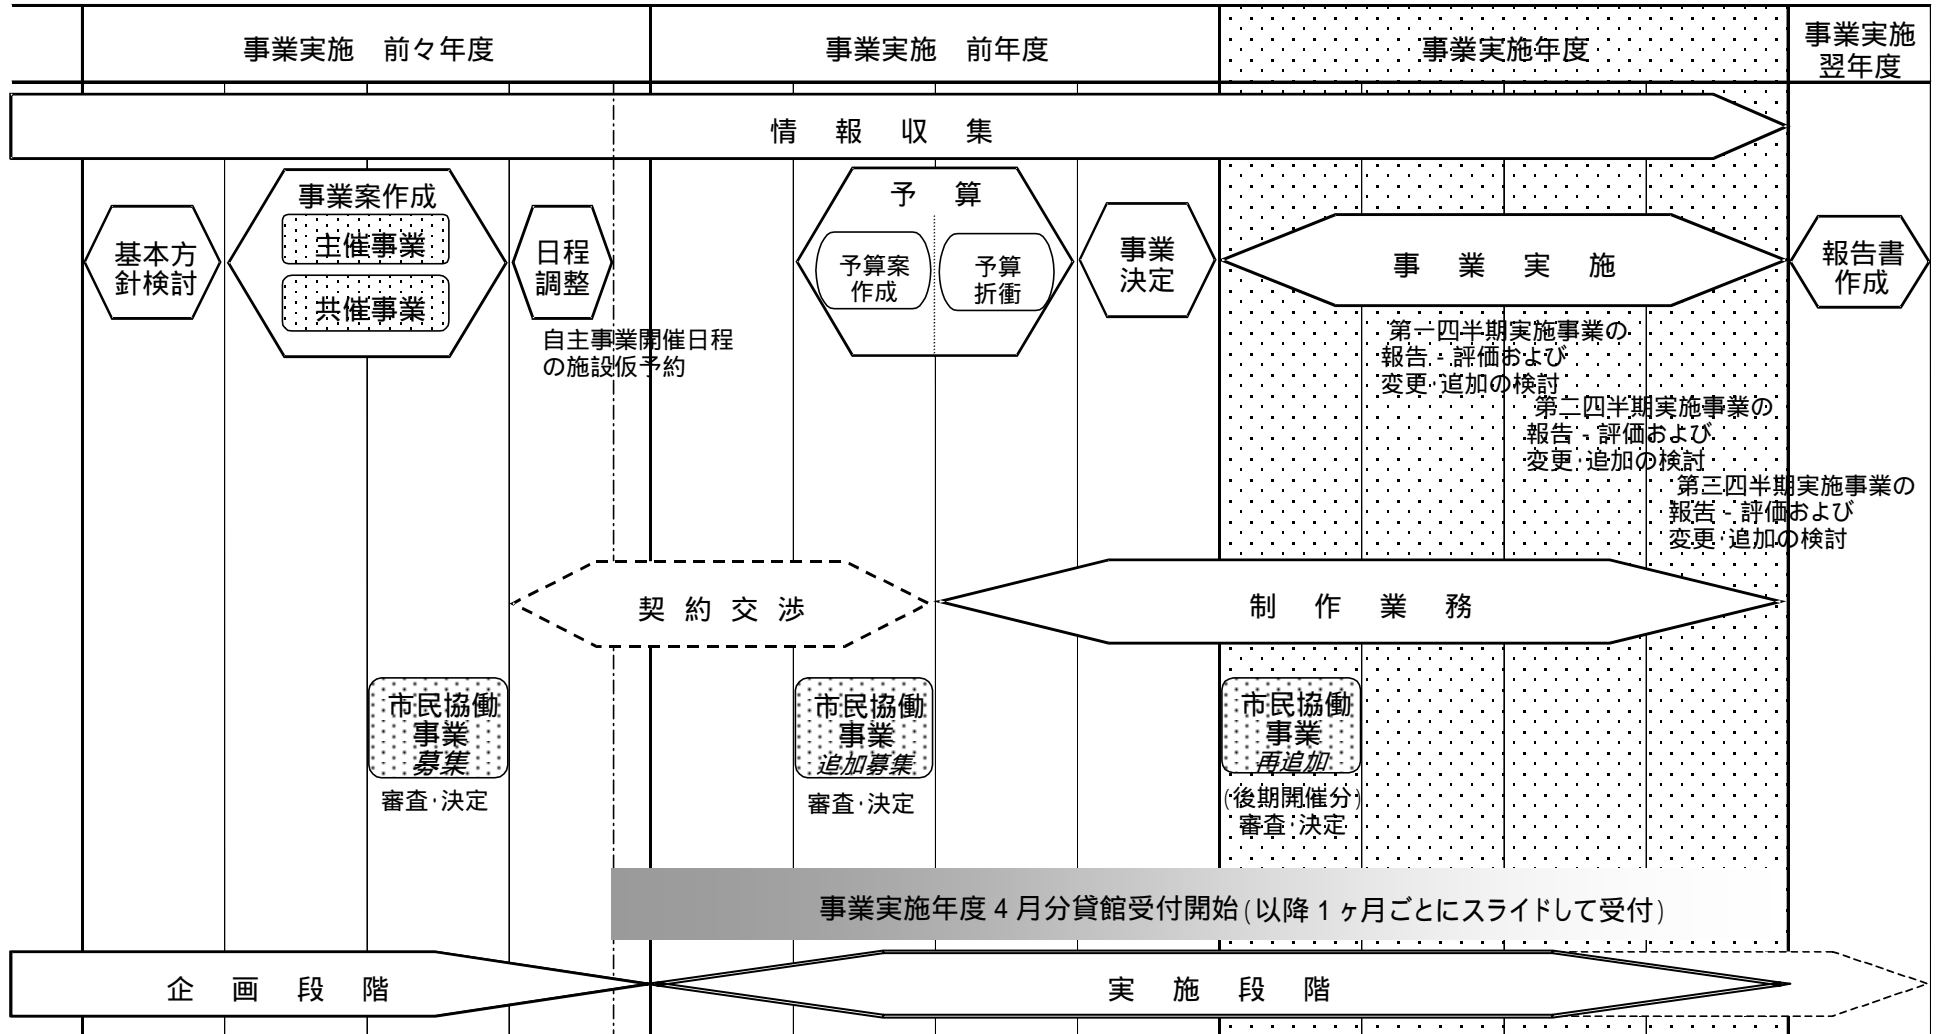 事業実施　前々年度
事業実施　前年度
事業実施年度
事業実施
翌年度
情　報　収　集
基本方
針検討
事業案作成
主催事業
共催事業
日程
調整
自主事業開催日程
の施設仮予約
予　算
予算案
作成
予算
折衝
事業
決定
事　業　実　施
報告書
作成
第一四半期実施事業の
報告・評価および
変更・追加の検討
第二四半期実施事業の
報告・評価および
変更・追加の検討
第三四半期実施事業の
報告・評価および
変更・追加の検討
契 約 交 渉
制　作　業　務
市民協働
事業
募集
審査・決定
市民協働
事業
追加募集
審査・決定
市民協働
事業
再追加
(後期開催分)
審査・決定
事業実施年度４月分貸館受付開始(以降１ヶ月ごとにスライドして受付)
企　画　段　階
実　施　段　階